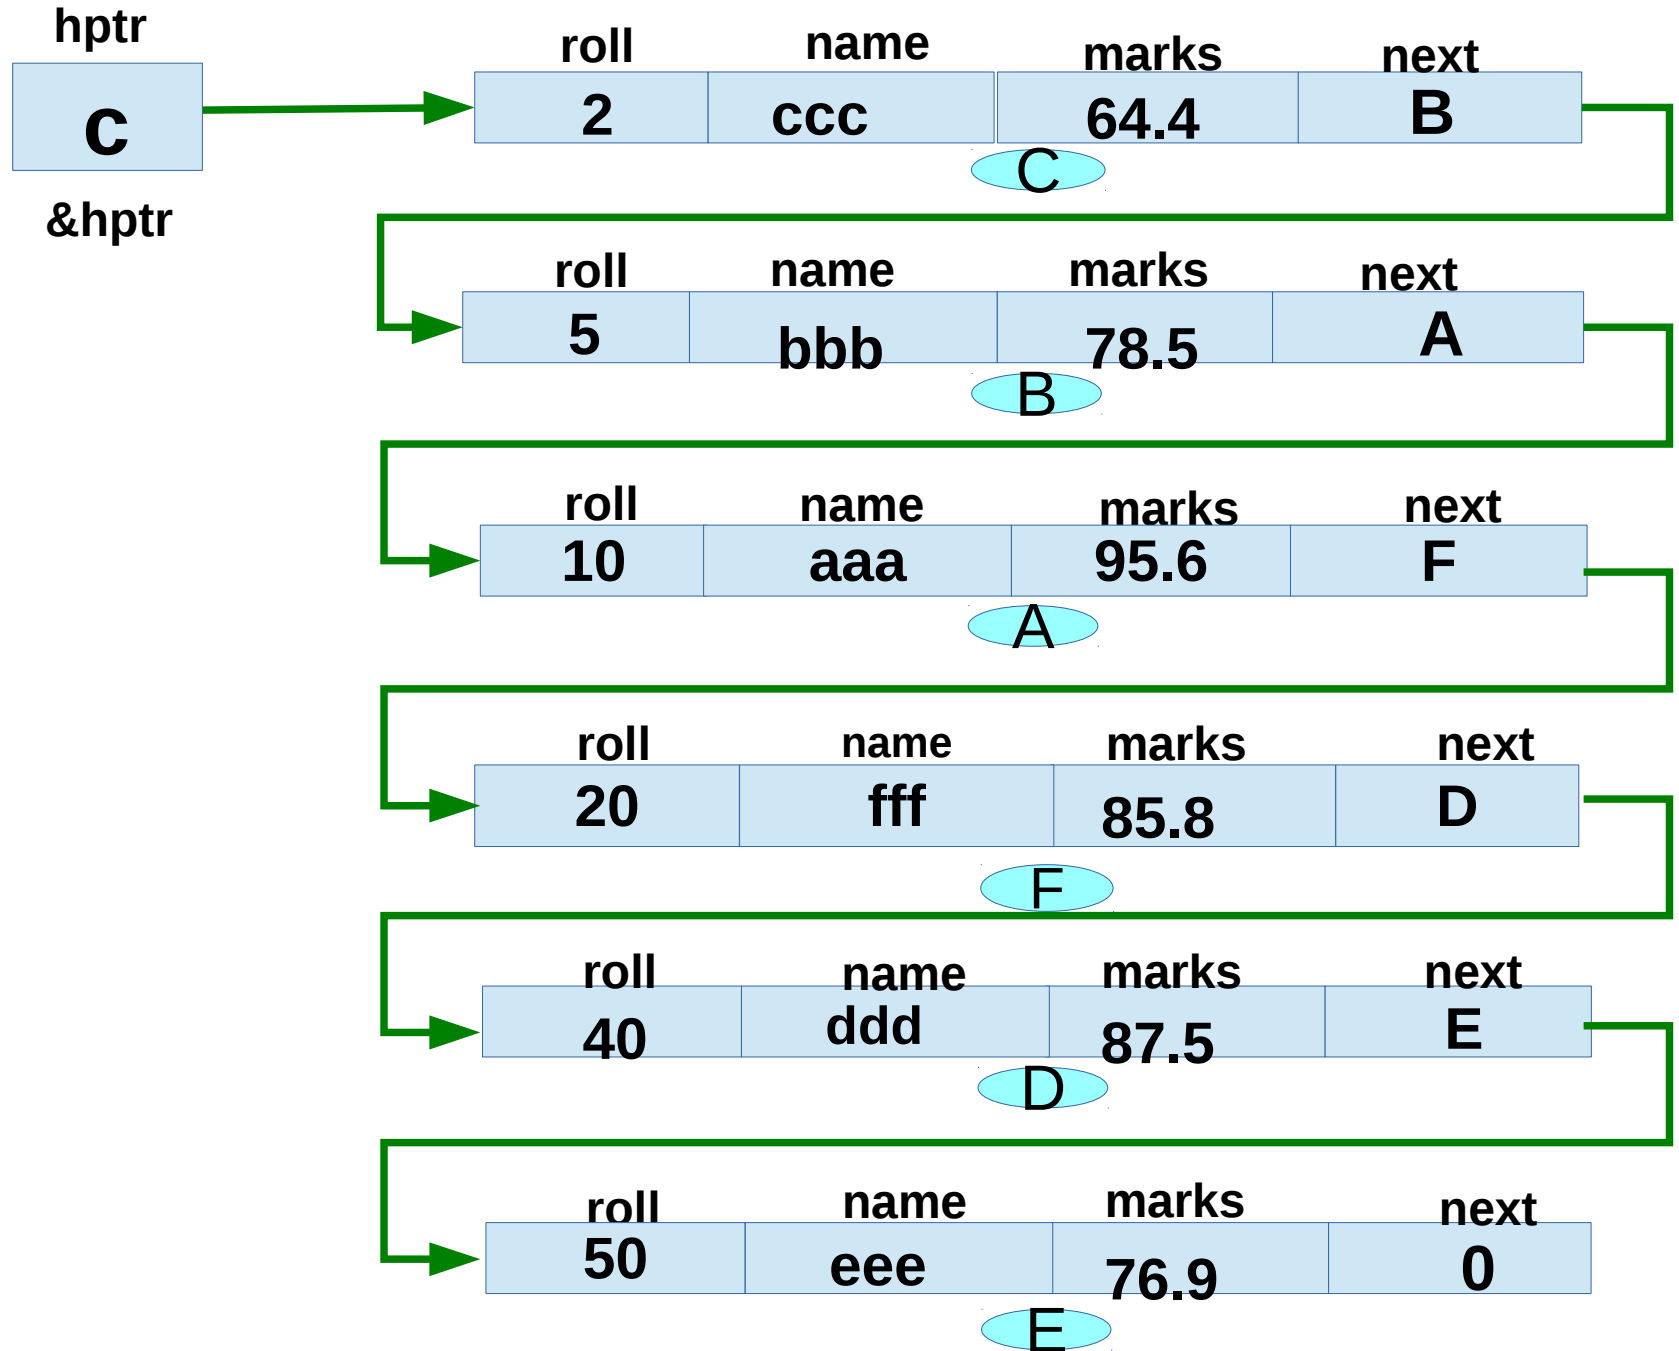 hptr
c
&hptr
roll name marks next
2 ccc 64.4 B
C
roll name marks next
5 bbb 78.5 A
B
roll name marks next
10 aaa 95.6 F
A
roll name marks next
20 fff 85.8 D
F
roll name marks next
40 ddd 87.5 E
D
roll name marks next
50 eee 76.9 0
E